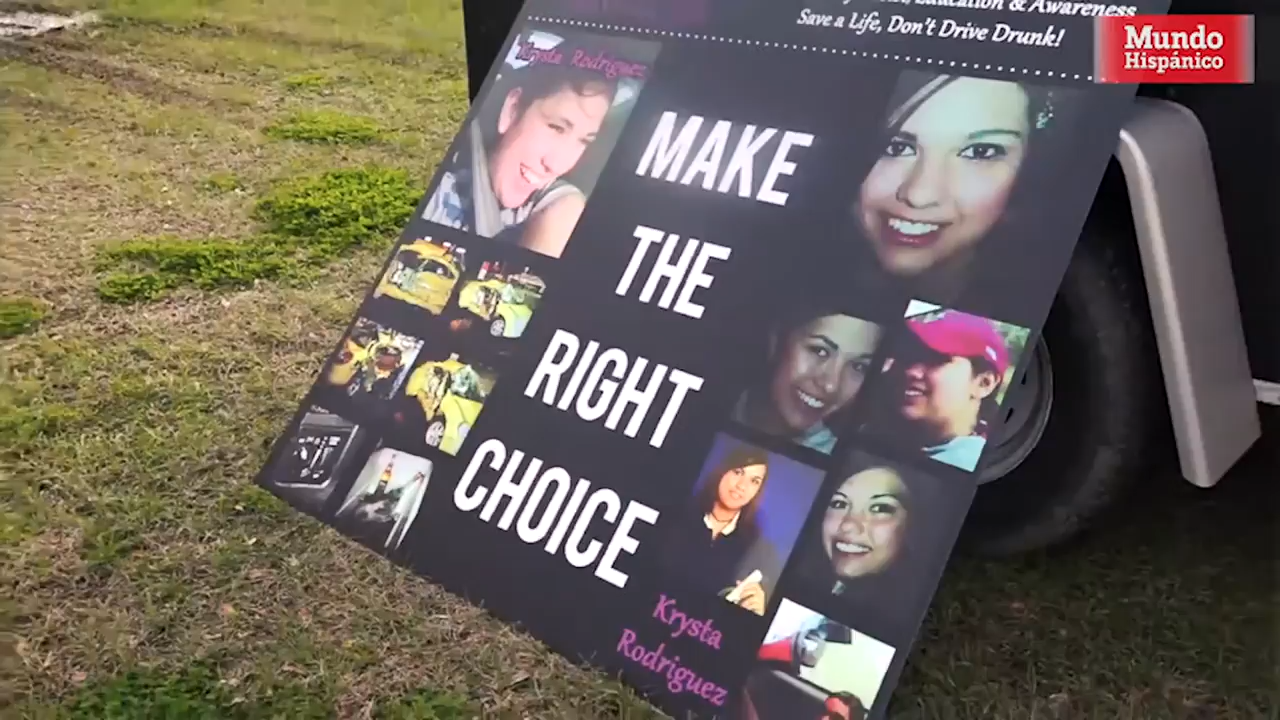 Education & Awareness
Save a Life, Don't Drive Drunk!
Mundo
Hispánico
Krysta Rodriguez
MAKE
THE
RIGHT
CHOICE
Krysta
Rodriguez